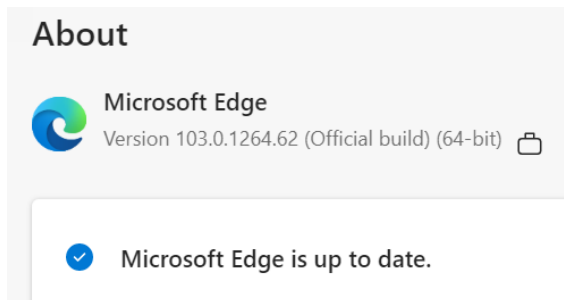 About
Microsoft Edge
Version 103.0.1264.62 (Official build) (64-bit)
Microsoft Edge is up to date.